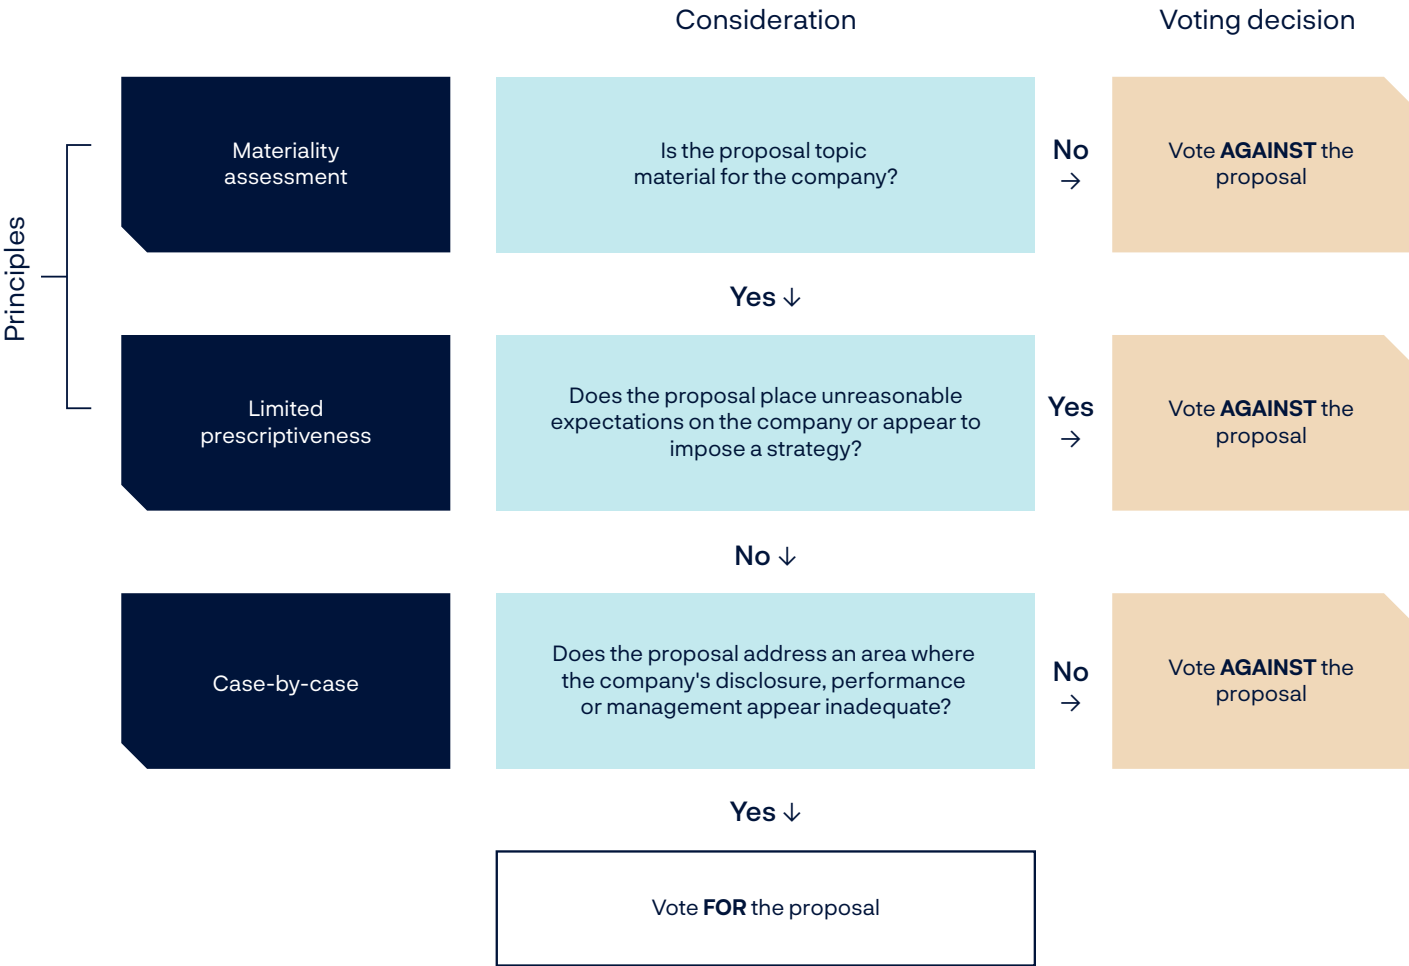 Consideration
Voting decision
Principles
Materiality
assessment
Is the proposal topic
material for the company?
No
→
Vote AGAINST the
proposal
Yes ↓
Limited
prescriptiveness
Does the proposal place unreasonable
expectations on the company or appear to
impose a strategy?
Yes
→
Vote AGAINST the
proposal
No ↓
Case-by-case
Does the proposal address an area where
the company's disclosure, performance
or management appear inadequate?
No
→
Vote AGAINST the
proposal
Yes ↓
Vote FOR the proposal